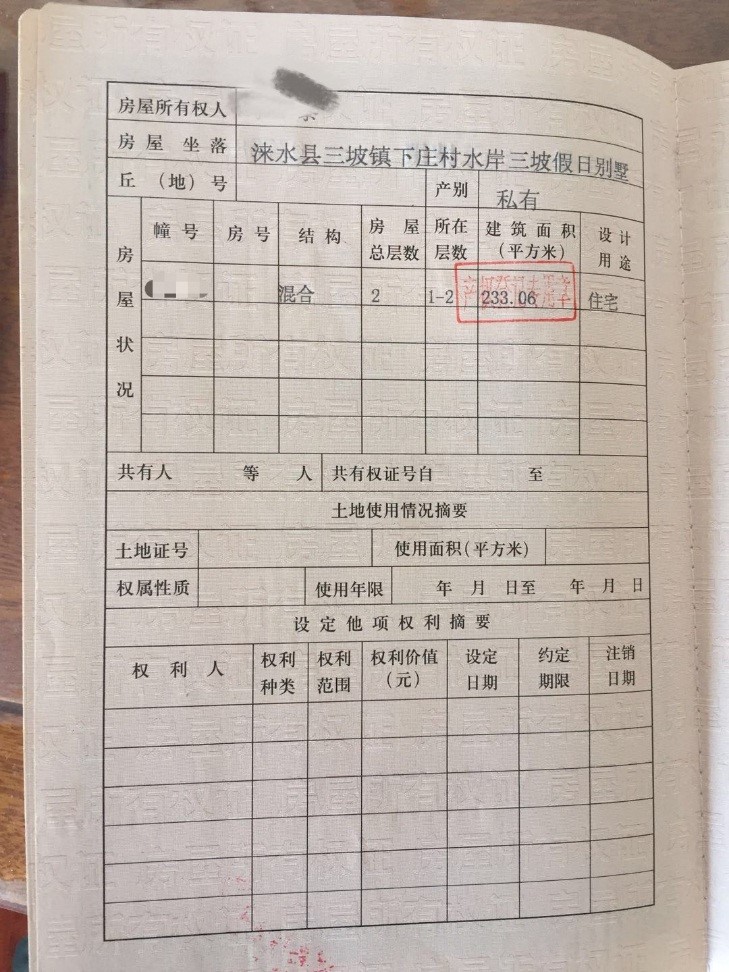 房屋所有权人
房屋坐落 涞水县三坡镇下庄村水岸三坡假日别墅
丘（地）号 产别 私有
房屋状况
幢号 房号 结构 房屋总层数 所在层数 建筑面积（平方米） 设计用途
混合 2 1-2 233.06 住宅
共有人 等 人 共有权证号自 至
土地使用情况摘要
土地证号 使用面积(平方米)
权属性质 使用年限 年 月 日至 年 月 日
设定他项权利摘要
权利人 权利种类 权利范围 权利价值（元） 设定日期 约定期限 注销日期